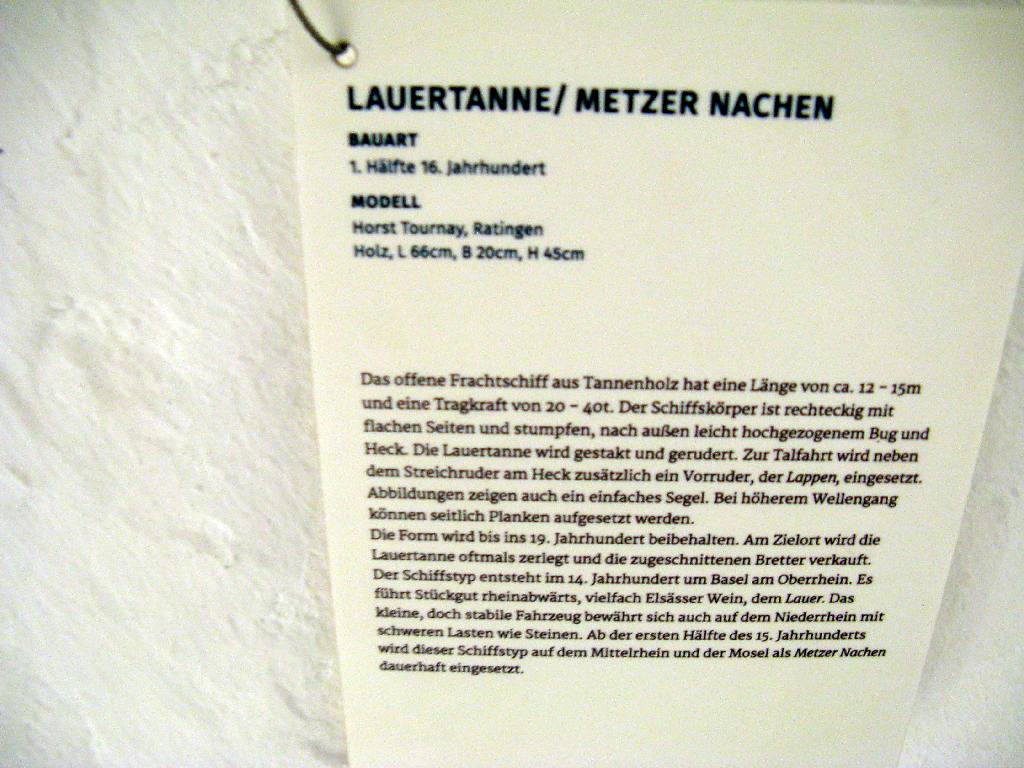 LAUERTANNE/ METZER NACHEN
BAUART
1. Hälfte 16. Jahrhundert
MODELL
Horst Tournay, Ratingen
Holz, L 66cm, B 20cm, H 45cm
Das offene Frachtschiff aus Tannenholz hat eine Länge von ca. 12 – 15m
und eine Tragkraft von 20 – 40t. Der Schiffskörper ist rechteckig mit
flachen Seiten und stumpfen, nach außen leicht hochgezogenem Bug und
Heck. Die Lauertanne wird gestakt und gerudert. Zur Talfahrt wird neben
dem Streichruder am Heck zusätzlich ein Vorruder, der Lappen, eingesetzt.
Abbildungen zeigen auch ein einfaches Segel. Bei höherem Wellengang
können seitlich Planken aufgesetzt werden.
Die Form wird bis ins 19. Jahrhundert beibehalten. Am Zielort wird die
Lauertanne oftmals zerlegt und die zugeschnittenen Bretter verkauft.
Der Schiffstyp entsteht im 14. Jahrhundert um Basel am Oberrhein. Es
führt Stückgut rheinabwärts, vielfach Elsässer Wein, dem Lauer. Das
kleine, doch stabile Fahrzeug bewährt sich auch auf dem Niederrhein mit
schweren Lasten wie Steinen. Ab der ersten Hälfte des 15. Jahrhunderts
wird dieser Schiffstyp auf dem Mittelrhein und der Mosel als Metzer Nachen
dauerhaft eingesetzt.